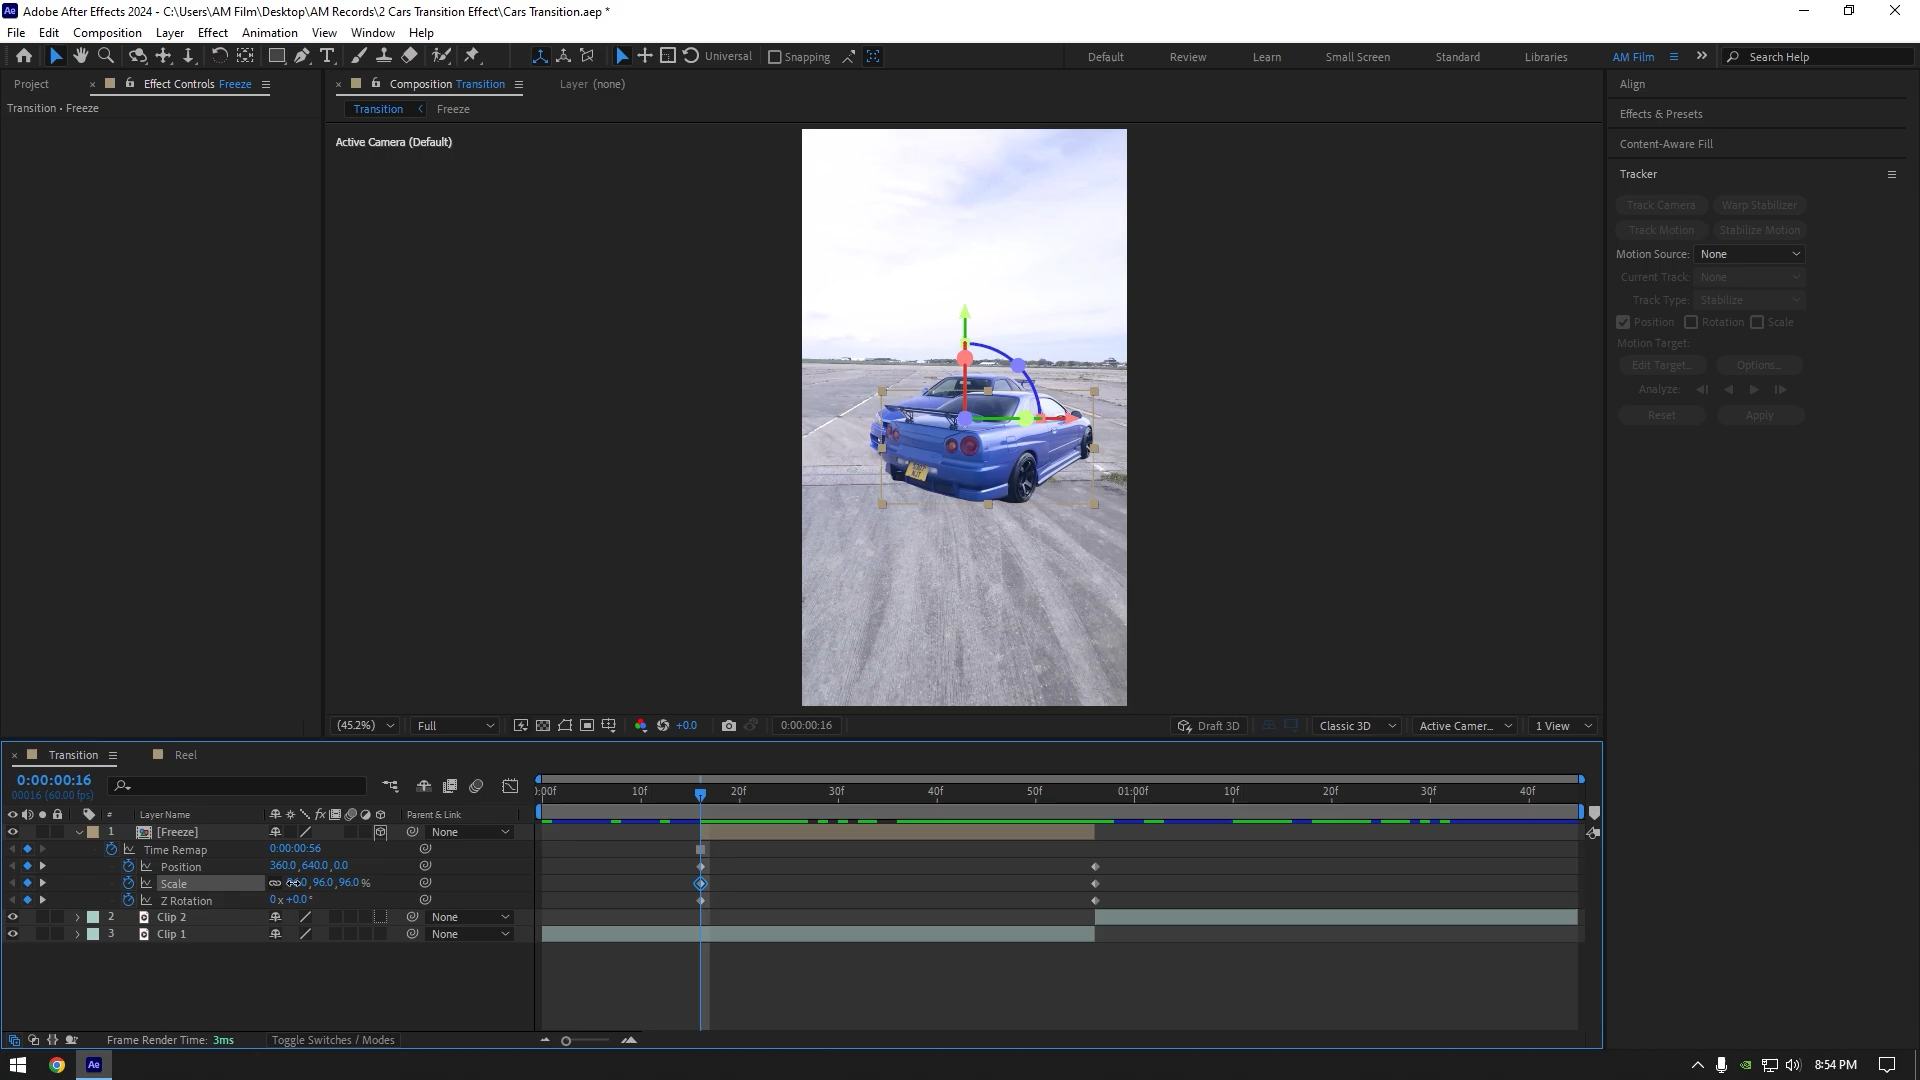 Ae Adobe After Effects 2024 - C:\Users\AM Film\Desktop\AM Records\2 Cars Transition Effect\Cars Transition.aep *
File Edit Composition Layer Effect Animation View Window Help
Universal Snapping Default Review Learn Small Screen Standard Libraries AM Film Search Help
Project × Effect Controls Freeze
× Composition Transition Layer (none)
Transition • Freeze
Transition Freeze
Active Camera (Default)
Align
Effects & Presets
Content-Aware Fill
Tracker
Track Camera Warp Stabilizer
Track Motion Stabilize Motion
Motion Source: None
Current Track: None
Track Type: Stabilize
Position Rotation Scale
Motion Target:
Edit Target... Options...
Analyze:
Reset Apply
(45.2%) Full +0.0 0:00:00:16 Draft 3D Classic 3D Active Camer... 1 View
× Transition Reel
0:00:00:16
00016 (60.00 fps)
):00f 10f 20f 30f 40f 50f 01:00f 10f 20f 30f 40f
# Layer Name fx Parent & Link
1 [Freeze] None
Time Remap 0:00:00:56
Position 360.0, 640.0, 0.0
Scale , 96.0, 96.0 %
Z Rotation 0 x +0.0 °
2 Clip 2 None
3 Clip 1 None
Frame Render Time: 3ms Toggle Switches / Modes
Ae 8:54 PM